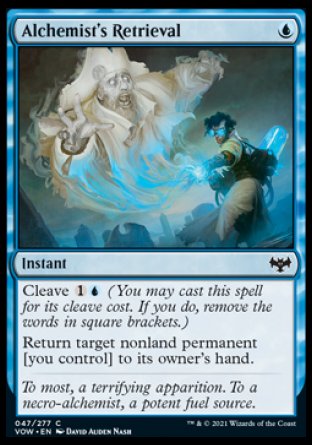 Alchemist's Retrieval
Instant
Cleave 1 (You may cast this spell
for its cleave cost. If you do, remove the
words in square brackets.)
Return target nonland permanent
[you control] to its owner's hand.
To most, a terrifying apparition. To a
necro-alchemist, a potent fuel source.
047/277 C
VOW • EN DAVID AUDEN NASH
™ & © 2021 Wizards of the Coast